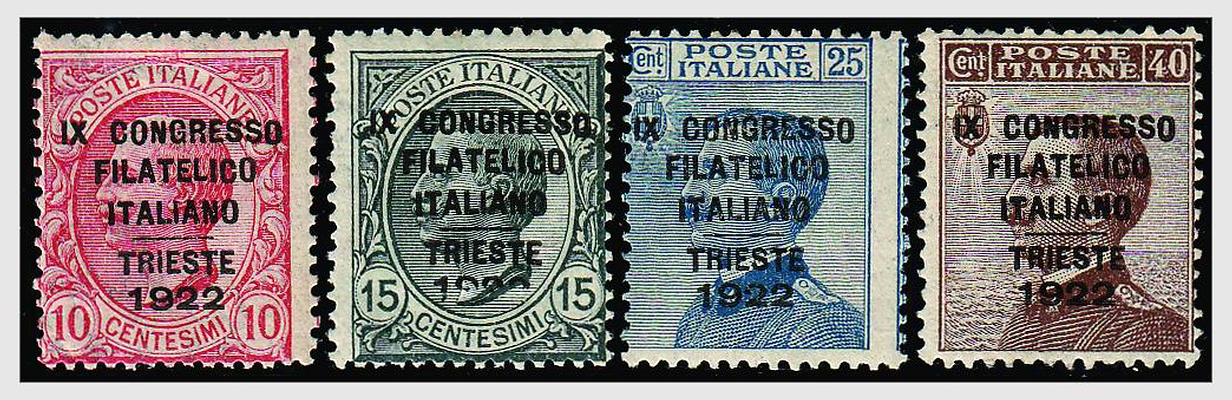 POSTE ITALIANE
IX CONGRESSO
FILATELICO
ITALIANO
TRIESTE
1922
10 CENTESIMI 10
POSTE ITALIANE
IX CONGRESSO
FILATELICO
ITALIANO
TRIESTE
1922
15 CENTESIMI 15
Cent POSTE 25
ITALIANE
IX CONGRESSO
FILATELICO
ITALIANO
TRIESTE
1922
Cent POSTE 40
ITALIANE
IX CONGRESSO
FILATELICO
ITALIANO
TRIESTE
1922